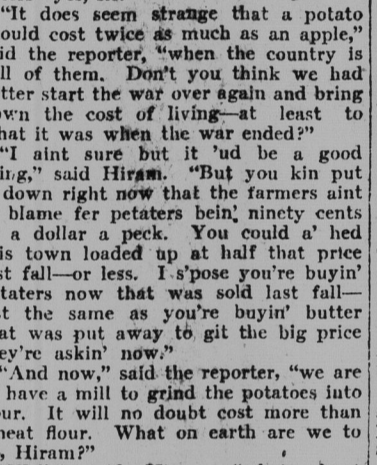 "It does seem strange that a potato
ould cost twice as much as an apple,"
id the reporter, "when the country is
ll of them. Don't you think we had
tter start the war over again and bring
own the cost of living—at least to
hat it was when the war ended?"
"I aint sure but it 'ud be a good
ing," said Hiram. "But you kin put
down right now that the farmers aint
blame fer petaters bein' ninety cents
a dollar a peck. You could a' hed
is town loaded up at half that price
st fall—or less. I s'pose you're buyin'
taters now that was sold last fall—
st the same as you're buyin' butter
at was put away to git the big price
ey're askin' now."
"And now," said the reporter, "we are
have a mill to grind the potatoes into
our. It will no doubt cost more than
heat flour. What on earth are we to
, Hiram?"